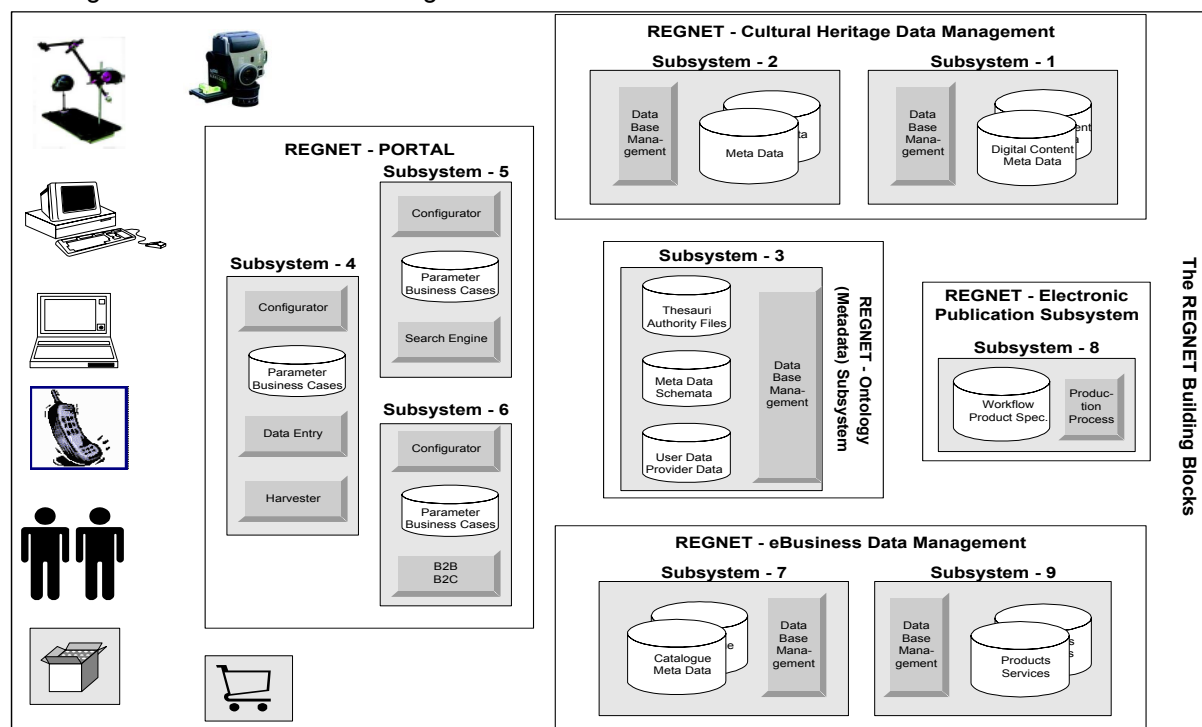 REGNET - Cultural Heritage Data Management
Subsystem - 2
Data
Base
Mana-
gement
Meta Data
Subsystem - 1
Data
Base
Mana-
gement
Digital Content
Meta Data
REGNET - PORTAL
Subsystem - 5
Configurator
Parameter
Business Cases
Search Engine
Subsystem - 4
Configurator
Parameter
Business Cases
Data Entry
Harvester
Subsystem - 6
Configurator
Parameter
Business Cases
B2B
B2C
Subsystem - 3
Thesauri
Authority Files
Meta Data
Schemata
User Data
Provider Data
Data
Base
Mana-
gement
REGNET - Ontology
(Metadada) Subsystem
REGNET - Electronic
Publication Subsystem
Subsystem - 8
Workflow
Product Spec.
Produc-
tion
Process
The REGNET Building Blocks
REGNET - eBusiness Data Management
Subsystem - 7
Catalogue
Meta Data
Data
Base
Mana-
gement
Subsystem - 9
Data
Base
Mana-
gement
Products
Services